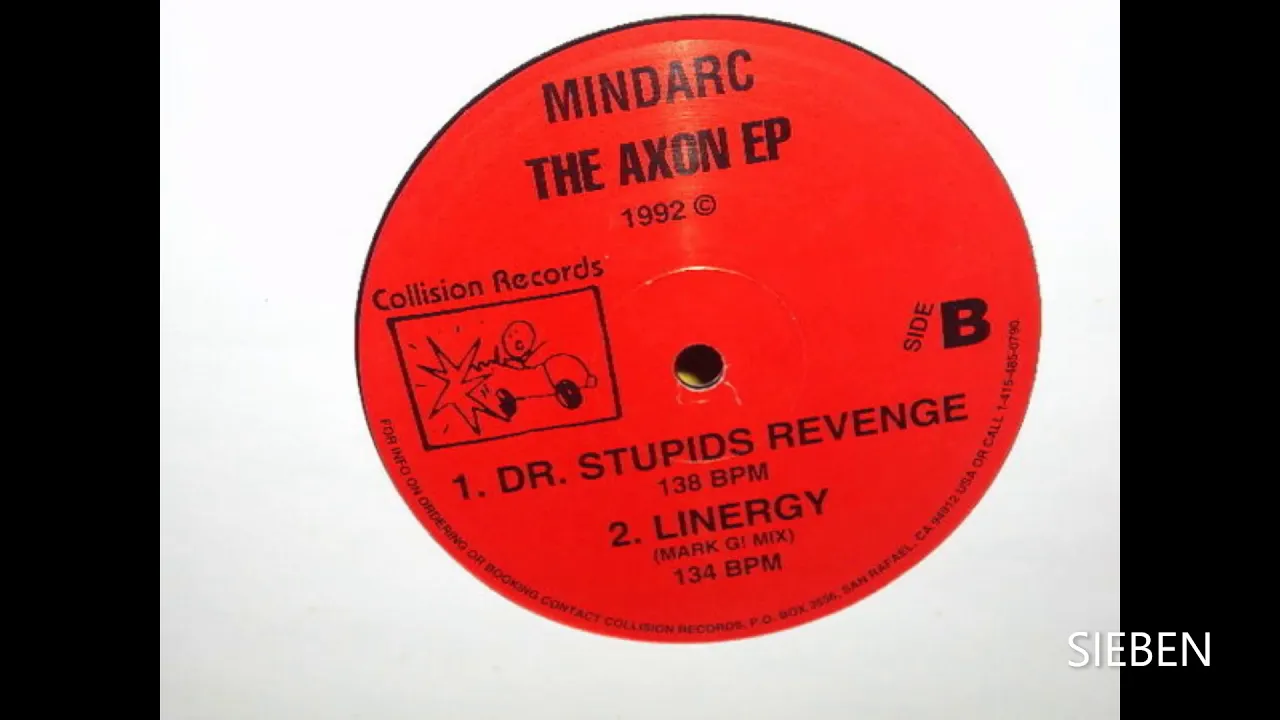 MINDARC
THE AXON EP
1992 ©
Collision Records
SIDE B
1. DR. STUPIDS REVENGE
138 BPM
2. LINERGY
(MARK G! MIX)
134 BPM
FOR INFO ON ORDERING OR BOOKING CONTACT COLLISION RECORDS, P.O. BOX 3556, SAN RAFAEL, CA 94912 USA OR CALL 1-415-485-0790.
SIEBEN